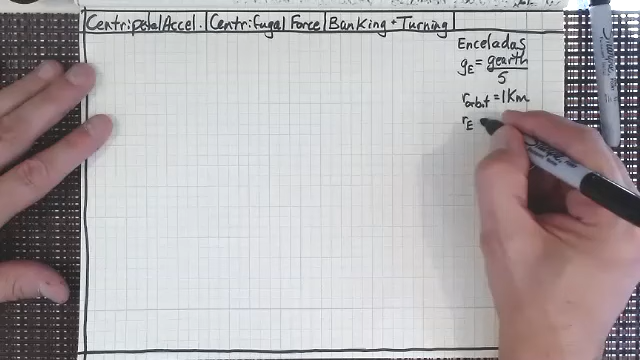 Centripetal Accel. Centrifugal Force Banking + Turning
Enceladas
gE = gearth
5
rorbit = 1Km
rE